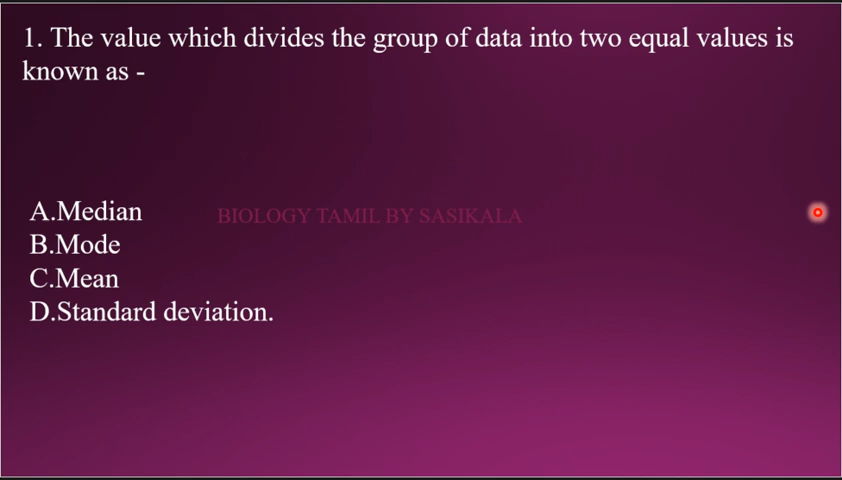 1. The value which divides the group of data into two equal values is
known as -
A.Median
BIOLOGY TAMIL BY SASIKALA
B.Mode
C.Mean
D.Standard deviation.